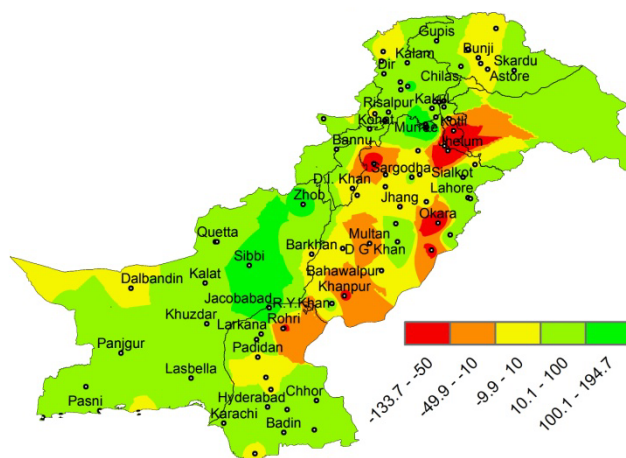 Gupis
Kalam
Bunji
Dir
Skardu
Chilas
Astore
Risalpur
Kakul
Kohat
Murree
Kotli
Bannu
Jhelum
Sargodha
Sialkot
D.I. Khan
Zhob
Jhang
Lahore
Okara
Quetta
Multan
Sibbi
Barkhan
D G Khan
Dalbandin
Kalat
Bahawalpur
Khanpur
Jacobabad
R.Y.Khan
Khuzdar
Larkana
Rohri
Panjgur
Padidan
Lasbella
Pasni
Hyderabad
Chhor
Karachi
Badin
-133.7 - -50
-49.9 - -10
-9.9 - 10
10.1 - 100
100.1 - 194.7